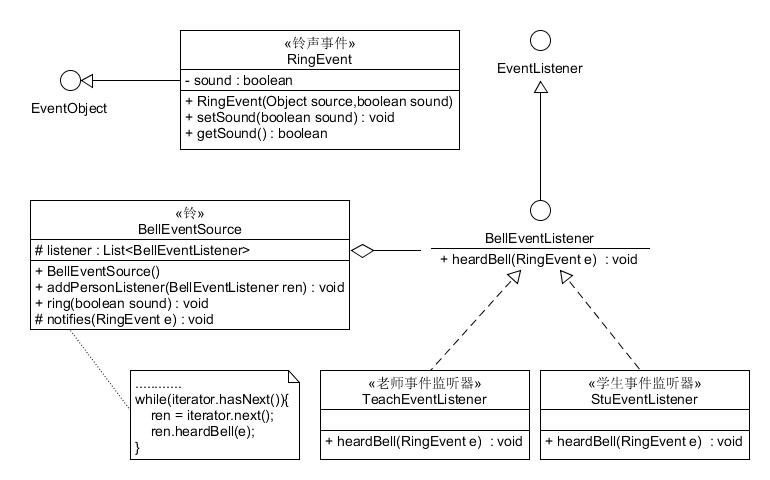 «铃声事件»
RingEvent
- sound : boolean
+ RingEvent(Object source,boolean sound)
+ setSound(boolean sound) : void
+ getSound() : boolean
EventObject
EventListener
«铃»
BellEventSource
# listener : List<BellEventListener>
+ BellEventSource()
+ addPersonListener(BellEventListener ren) : void
+ ring(boolean sound) : void
# notifies(RingEvent e) : void
BellEventListener
+ heardBell(RingEvent e) : void
............
while(iterator.hasNext()){
ren = iterator.next();
ren.heardBell(e);
}
«老师事件监听器»
TeachEventListener
+ heardBell(RingEvent e) : void
«学生事件监听器»
StuEventListener
+ heardBell(RingEvent e) : void